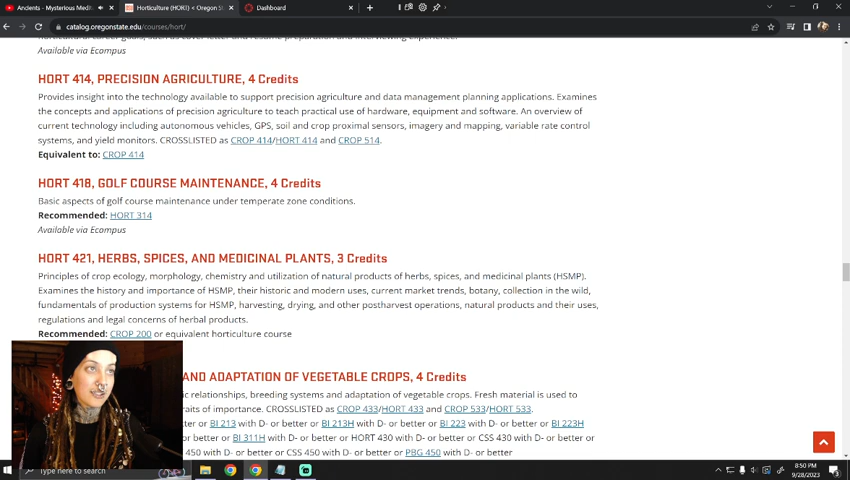 Ancients - Mysterious Medi
Horticulture (HORT) < Oregon S
Dashboard
catalog.oregonstate.edu/courses/hort/
Available via Ecampus
HORT 414, PRECISION AGRICULTURE, 4 Credits
Provides insight into the technology available to support precision agriculture and data management planning applications. Examines
the concepts and applications of precision agriculture to teach practical use of hardware, equipment and software. An overview of
current technology including autonomous vehicles, GPS, soil and crop proximal sensors, imagery and mapping, variable rate control
systems, and yield monitors. CROSSLISTED as CROP 414/HORT 414 and CROP 514.
Equivalent to: CROP 414
HORT 418, GOLF COURSE MAINTENANCE, 4 Credits
Basic aspects of golf course maintenance under temperate zone conditions.
Recommended: HORT 314
Available via Ecampus
HORT 421, HERBS, SPICES, AND MEDICINAL PLANTS, 3 Credits
Principles of crop ecology, morphology, chemistry and utilization of natural products of herbs, spices, and medicinal plants (HSMP).
Examines the history and importance of HSMP, their historic and modern uses, current market trends, botany, collection in the wild,
fundamentals of production systems for HSMP, harvesting, drying, and other postharvest operations, natural products and their uses,
regulations and legal concerns of herbal products.
Recommended: CROP 200 or equivalent horticulture course
AND ADAPTATION OF VEGETABLE CROPS, 4 Credits
ic relationships, breeding systems and adaptation of vegetable crops. Fresh material is used to
raits of importance. CROSSLISTED as CROP 433/HORT 433 and CROP 533/HORT 533.
ter or BI 213 with D- or better or BI 213H with D- or better or BI 223 with D- or better or BI 223H
or better or BI 311H with D- or better or HORT 430 with D- or better or CSS 430 with D- or better or
450 with D- or better or CSS 450 with D- or better or PBG 450 with D- or better
Type here to search
8:50 PM
9/28/2023